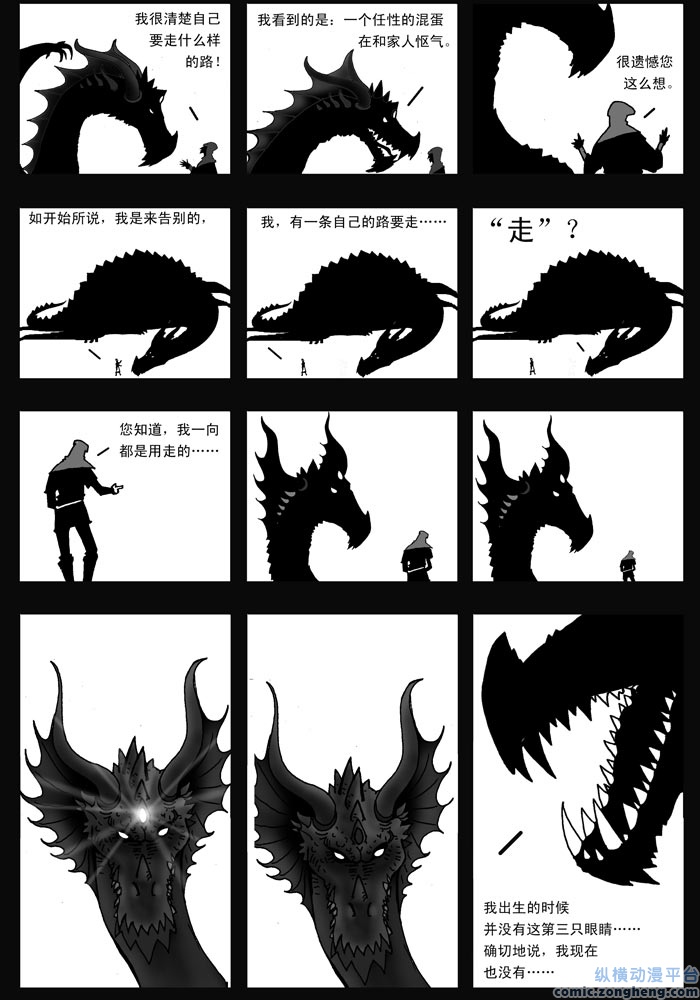 我很清楚自己
要走什么样
的路！
我看到的是：一个任性的混蛋
在和家人怄气。
很遗憾您
这么想。
如开始所说，我是来告别的，
我，有一条自己的路要走……
“走”？
您知道，我一向
都是用走的……
我出生的时候
并没有这第三只眼睛……
确切地说，我现在
也没有……
纵横动漫平台
comic.zongheng.com